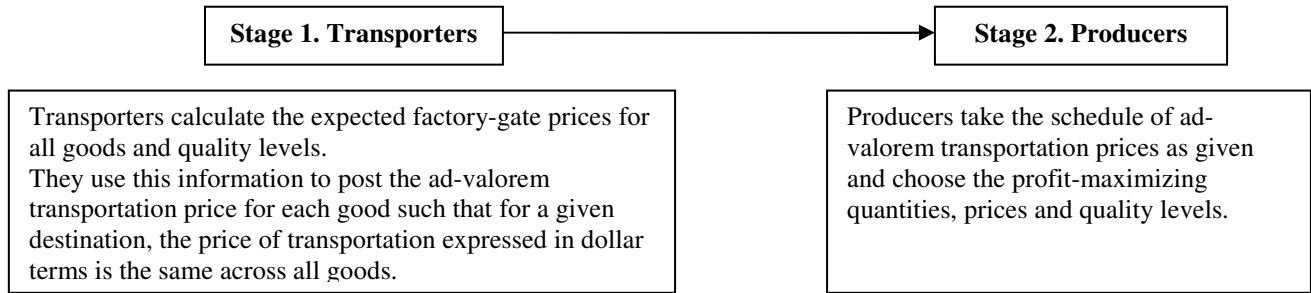 Stage 1. Transporters
Stage 2. Producers
Transporters calculate the expected factory-gate prices for
all goods and quality levels.
They use this information to post the ad-valorem
transportation price for each good such that for a given
destination, the price of transportation expressed in dollar
terms is the same across all goods.
Producers take the schedule of ad-
valorem transportation prices as given
and choose the profit-maximizing
quantities, prices and quality levels.